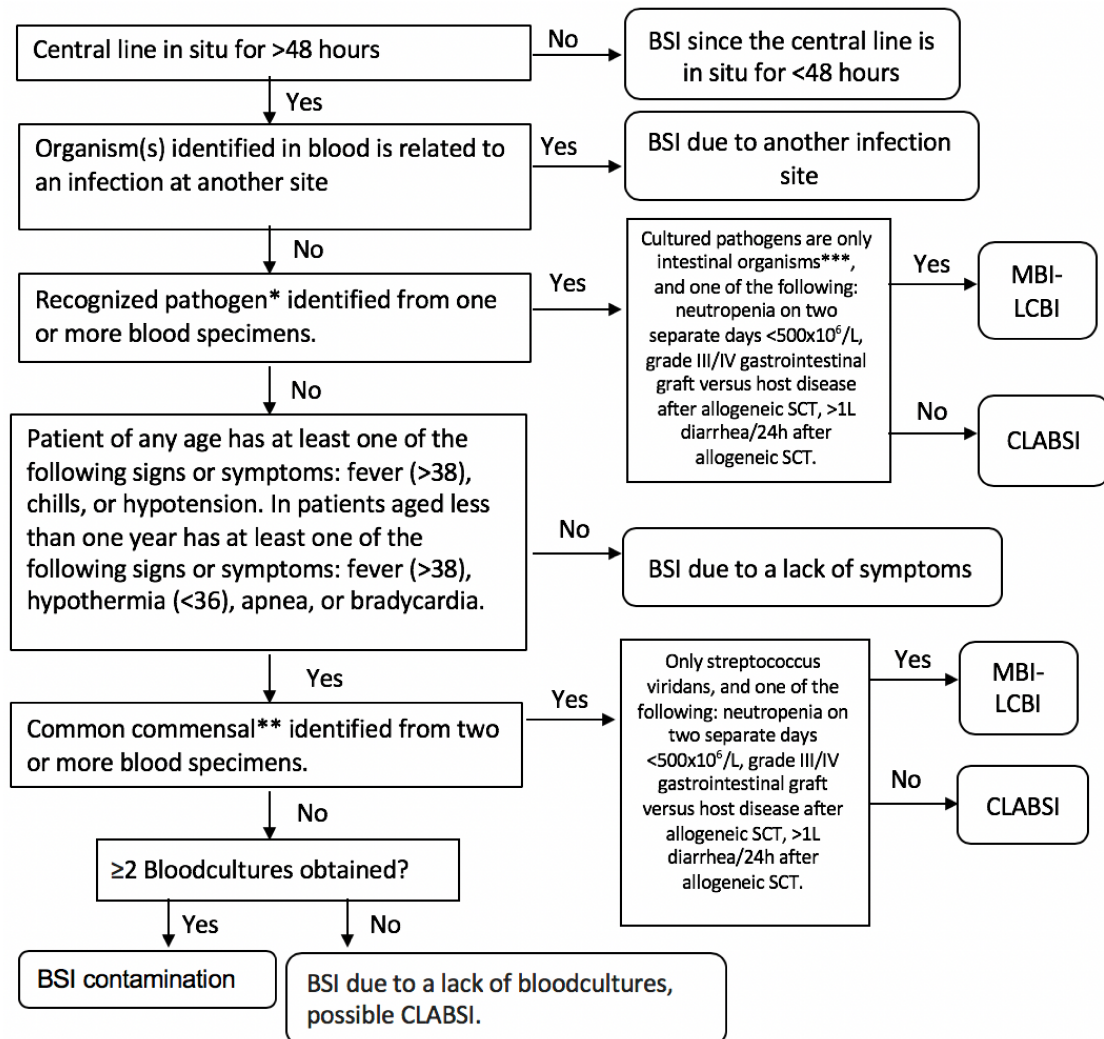 Central line in situ for >48 hours
No
BSI since the central line is
in situ for <48 hours
Yes
Organism(s) identified in blood is related to
an infection at another site
Yes
BSI due to another infection
site
No
Recognized pathogen* identified from one
or more blood specimens.
Yes
Cultured pathogens are only
intestinal organisms***,
and one of the following:
neutropenia on two
separate days <500x10⁶/L,
grade III/IV gastrointestinal
graft versus host disease
after allogeneic SCT, >1L
diarrhea/24h after
allogeneic SCT.
Yes
MBI-
LCBI
No
CLABSI
No
Patient of any age has at least one of the
following signs or symptoms: fever (>38),
chills, or hypotension. In patients aged less
than one year has at least one of the
following signs or symptoms: fever (>38),
hypothermia (<36), apnea, or bradycardia.
No
BSI due to a lack of symptoms
Yes
Common commensal** identified from two
or more blood specimens.
Yes
Only streptococcus
viridans, and one of the
following: neutropenia on
two separate days
<500x10⁶/L, grade III/IV
gastrointestinal graft
versus host disease after
allogeneic SCT, >1L
diarrhea/24h after
allogeneic SCT.
Yes
MBI-
LCBI
No
CLABSI
No
≥2 Bloodcultures obtained?
Yes
No
BSI contamination
BSI due to a lack of bloodcultures,
possible CLABSI.